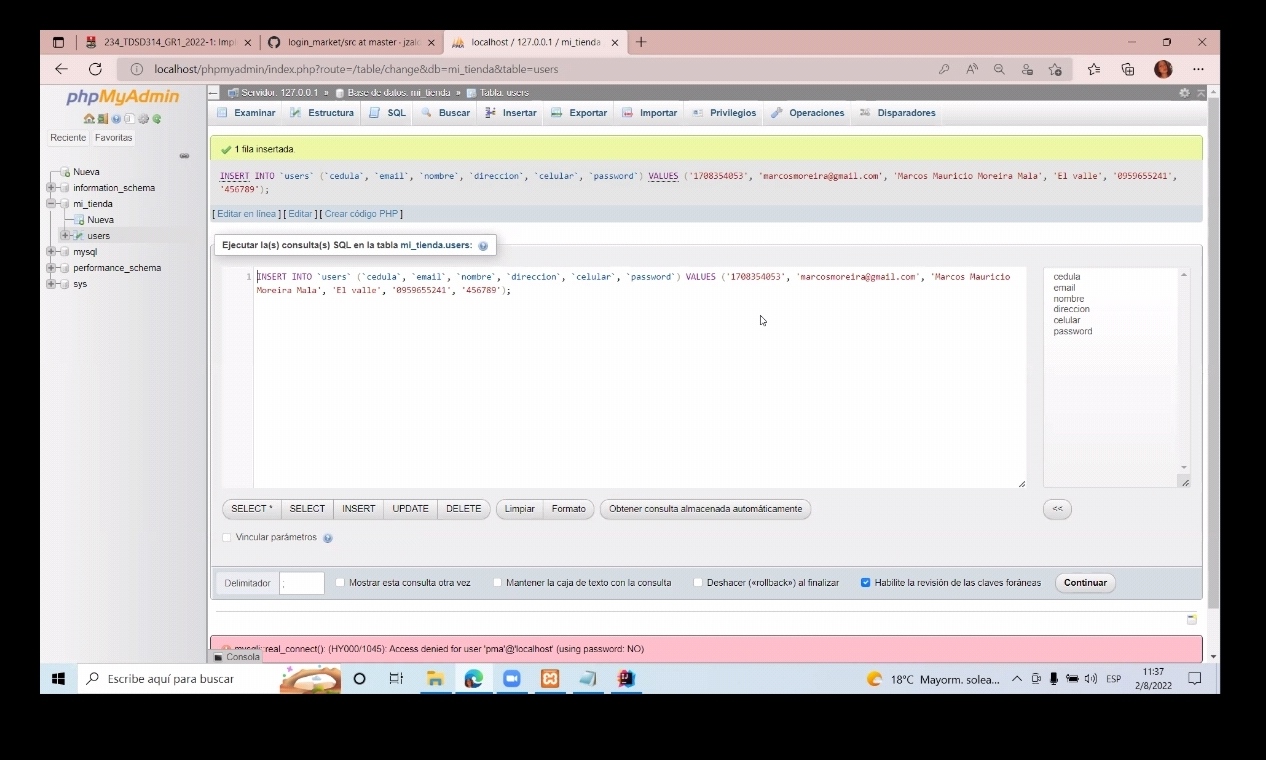 234_TDSD314_GR1_2022-1: Imp
login_market/src at master · jzal
localhost / 127.0.0.1 / mi_tienda
localhost/phpmyadmin/index.php?route=/table/change&db=mi_tienda&table=users
phpMyAdmin
Reciente
Favoritas
Nueva
information_schema
mi_tienda
Nueva
users
mysql
performance_schema
sys
Servidor: 127.0.0.1 » Base de datos: mi_tienda » Tabla: users
Examinar
Estructura
SQL
Buscar
Insertar
Exportar
Importar
Privilegios
Operaciones
Disparadores
1 fila insertada.
INSERT INTO `users` (`cedula`, `email`, `nombre`, `direccion`, `celular`, `password`) VALUES ('1708354053', 'marcosmoreira@gmail.com', 'Marcos Mauricio Moreira Mala', 'El valle', '0959655241',
'456789');
[ Editar en línea ] [ Editar ] [ Crear código PHP ]
Ejecutar la(s) consulta(s) SQL en la tabla mi_tienda.users:
1 INSERT INTO `users` (`cedula`, `email`, `nombre`, `direccion`, `celular`, `password`) VALUES ('1708354053', 'marcosmoreira@gmail.com', 'Marcos Mauricio
Moreira Mala', 'El valle', '0959655241', '456789');
cedula
email
nombre
direccion
celular
password
SELECT *
SELECT
INSERT
UPDATE
DELETE
Limpiar
Formato
Obtener consulta almacenada automáticamente
<<
Vincular parámetros
Delimitador ;
Mostrar esta consulta otra vez
Mantener la caja de texto con la consulta
Deshacer («rollback») al finalizar
Habilite la revisión de las claves foráneas
Continuar
mysqli::real_connect(): (HY000/1045): Access denied for user 'pma'@'localhost' (using password: NO)
Consola
Escribe aquí para buscar
18°C Mayorm. solea...
ESP
11:37
2/8/2022